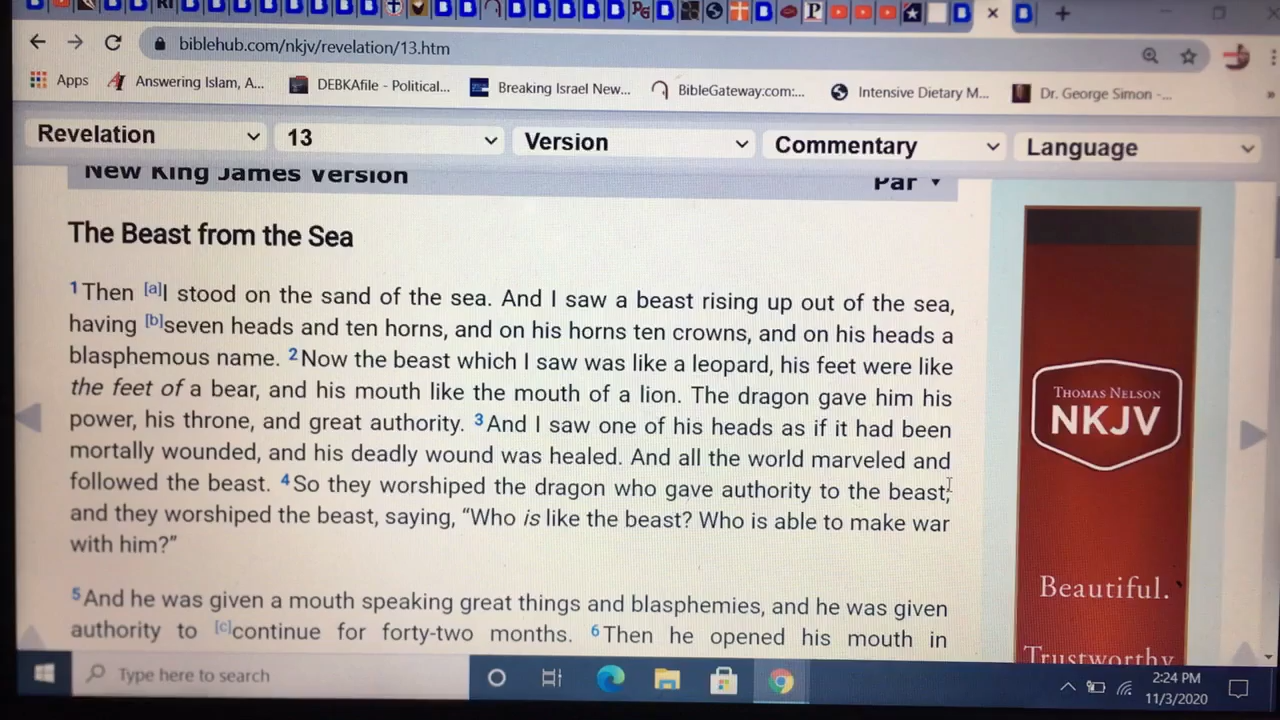 biblehub.com/nkjv/revelation/13.htm
Apps Answering Islam, A... DEBKAfile - Political... Breaking Israel New... BibleGateway.com:... Intensive Dietary M... Dr. George Simon -... »
Revelation 13 Version Commentary Language
New King James Version Par ▼
The Beast from the Sea
1 Then [a]I stood on the sand of the sea. And I saw a beast rising up out of the sea,
having [b]seven heads and ten horns, and on his horns ten crowns, and on his heads a
blasphemous name. 2 Now the beast which I saw was like a leopard, his feet were like
the feet of a bear, and his mouth like the mouth of a lion. The dragon gave him his
power, his throne, and great authority. 3 And I saw one of his heads as if it had been
mortally wounded, and his deadly wound was healed. And all the world marveled and
followed the beast. 4 So they worshiped the dragon who gave authority to the beast;
and they worshiped the beast, saying, “Who is like the beast? Who is able to make war
with him?”
5 And he was given a mouth speaking great things and blasphemies, and he was given
authority to [c]continue for forty-two months. 6 Then he opened his mouth in
THOMAS NELSON
NKJV
Beautiful.
Trustworthy
Type here to search
2:24 PM
11/3/2020